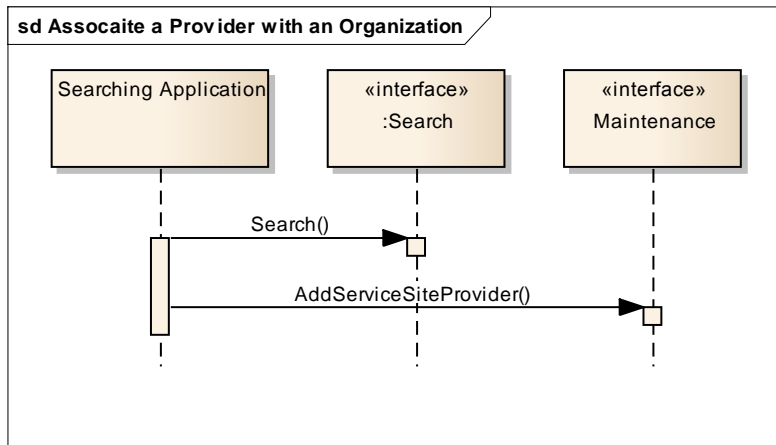 sd Assocaite a Provider with an Organization
Searching Application
«interface»
:Search
«interface»
Maintenance
Search()
AddServiceSiteProvider()